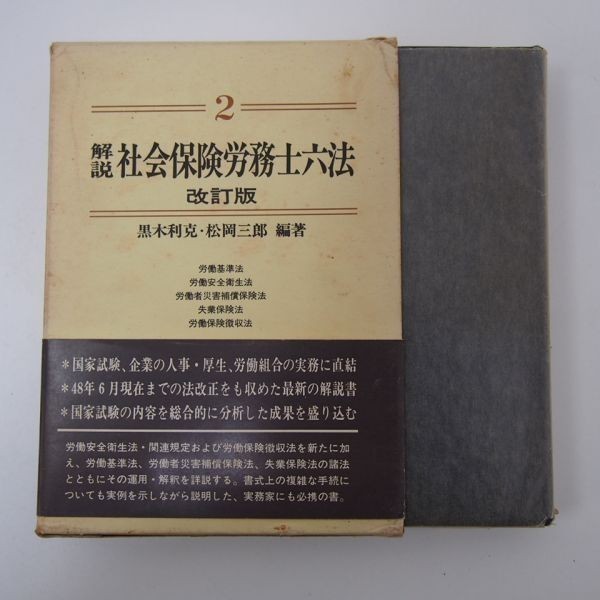 2
解説 社会保険労務士六法
改訂版
黒木利克・松岡三郎 編著
労働基準法
労働安全衛生法
労働者災害補償保険法
失業保険法
労働保険徴収法
*国家試験、企業の人事・厚生、労働組合の実務に直結
*48年6月現在までの法改正をも収めた最新の解説書
*国家試験の内容を総合的に分析した成果を盛り込む
労働安全衛生法・関連規定および労働保険徴収法を新たに加
え、労働基準法、労働者災害補償保険法、失業保険法の諸法
とともにその運用・解釈を詳説する。書式上の複雑な手続に
ついても実例を示しながら説明した、実務家にも必携の書。